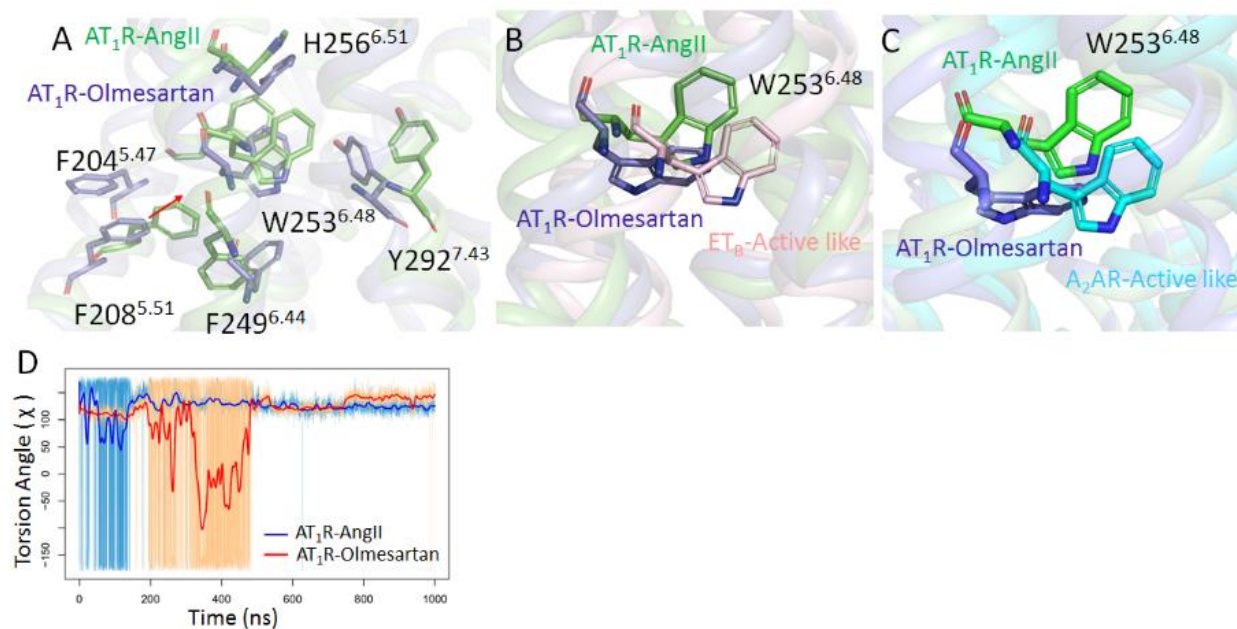 A
AT₁R-AngII
H256⁶·⁵¹
AT₁R-Olmesartan
F204⁵·⁴⁷
W253⁶·⁴⁸
Y292⁷·⁴³
F208⁵·⁵¹
F249⁶·⁴⁴
B
AT₁R-AngII
W253⁶·⁴⁸
AT₁R-Olmesartan
ET_B-Active like
C
AT₁R-AngII
W253⁶·⁴⁸
AT₁R-Olmesartan
A₂AR-Active like
D
Torsion Angle (χ)
100
50
0
-50
-150
AT₁R-AngII
AT₁R-Olmesartan
0 200 400 600 800 1000
Time (ns)